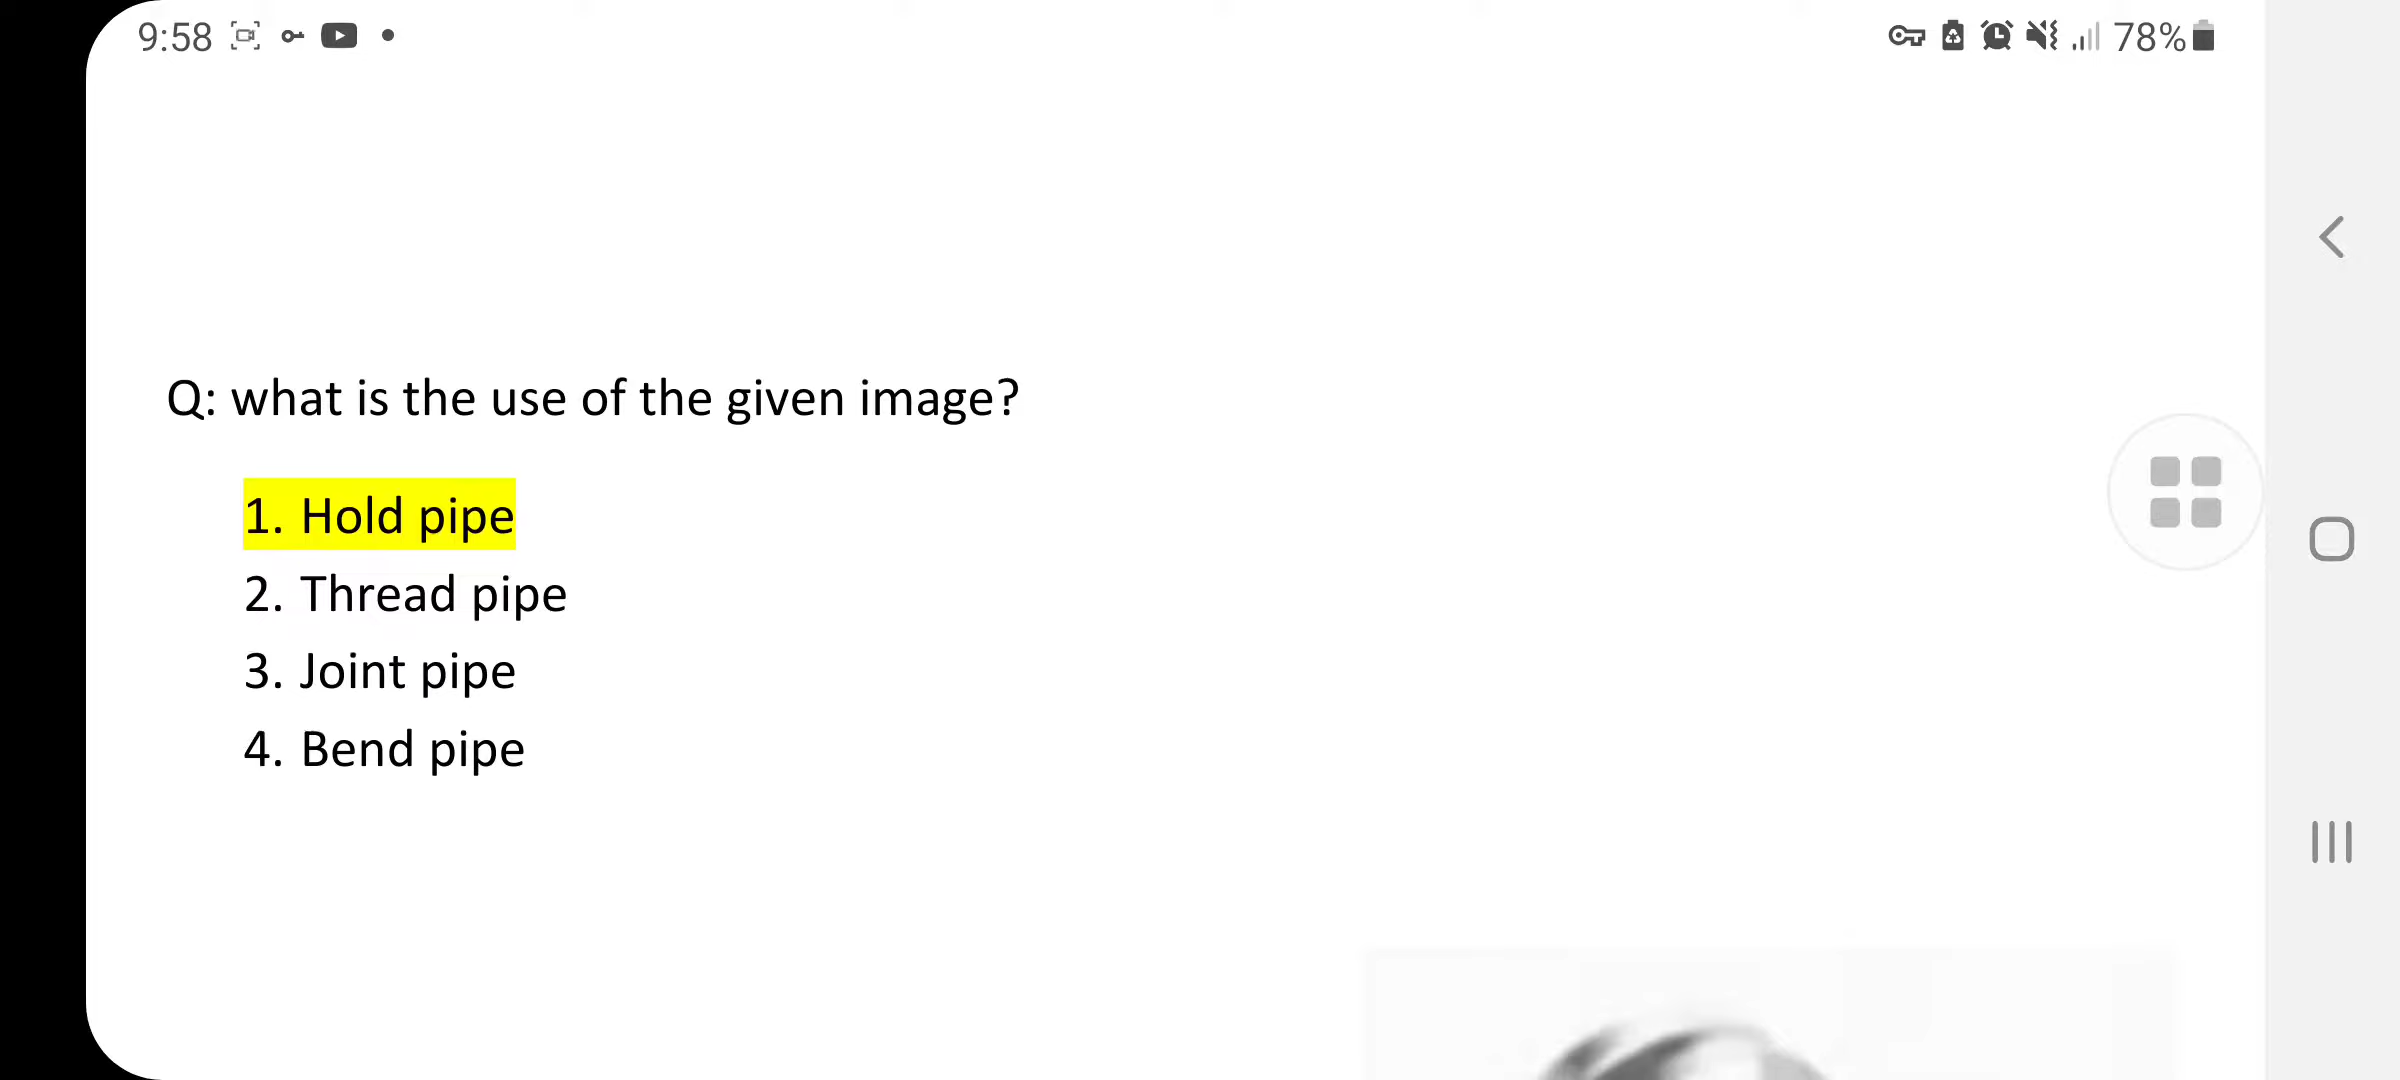 9:58
78%
Q: what is the use of the given image?
1. Hold pipe
2. Thread pipe
3. Joint pipe
4. Bend pipe